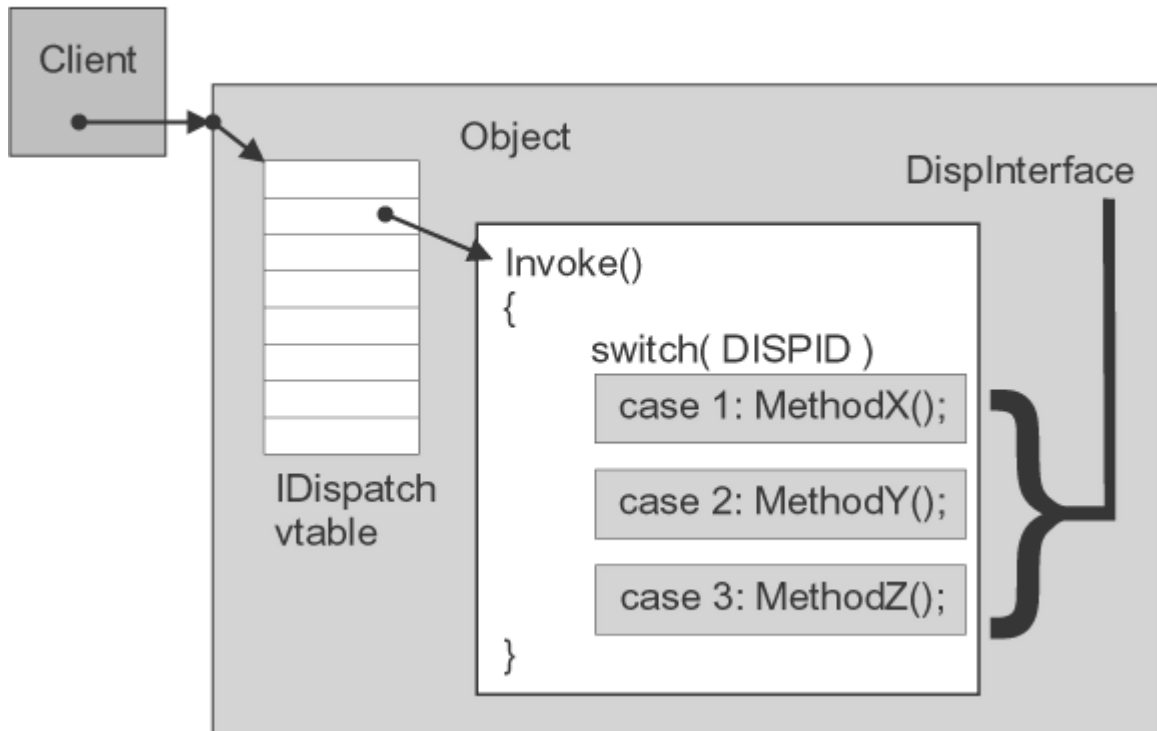 Client
Object
DispInterface
Invoke()
{
switch( DISPID )
case 1: MethodX();
case 2: MethodY();
case 3: MethodZ();
}
IDispatch
vtable